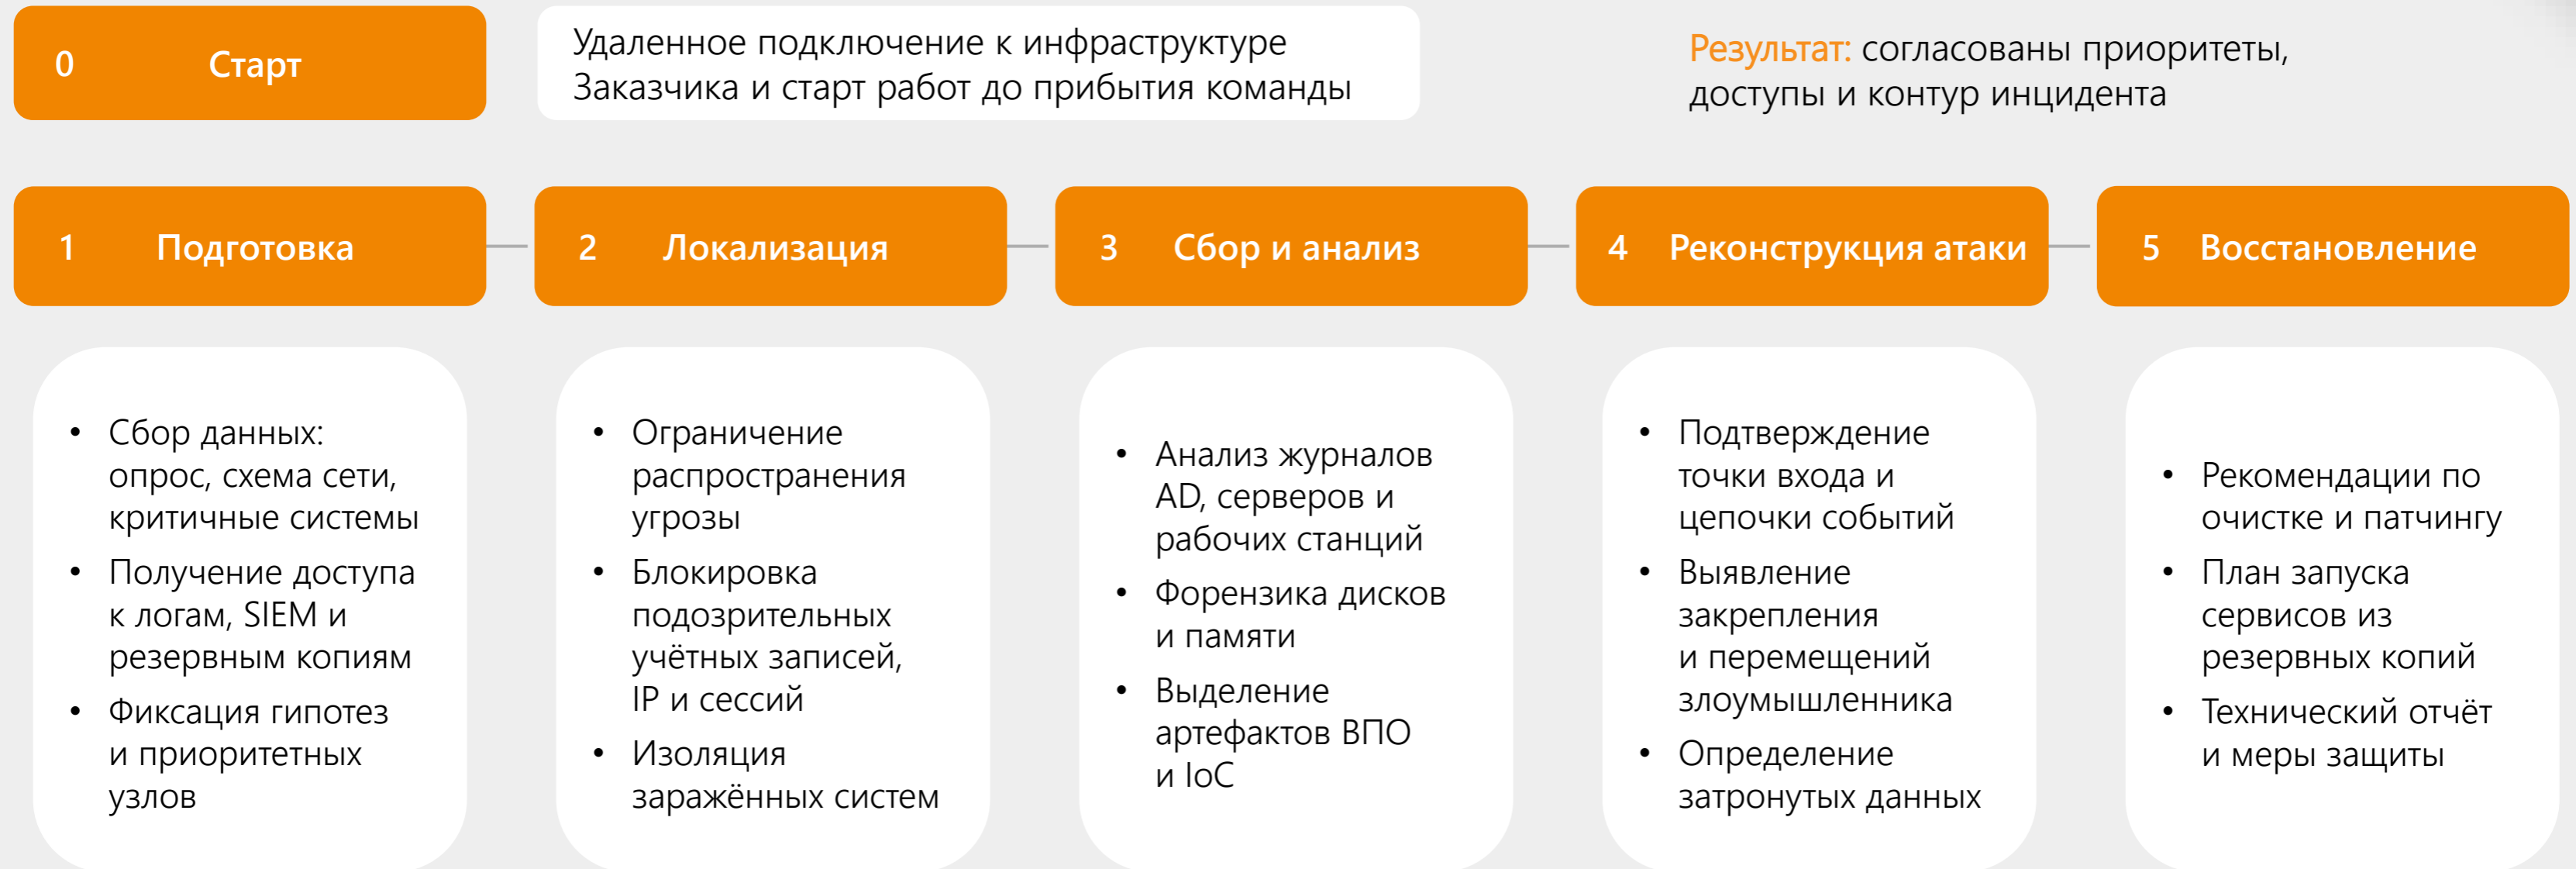 0 Старт
Удаленное подключение к инфраструктуре
Заказчика и старт работ до прибытия команды
Результат: согласованы приоритеты,
доступы и контур инцидента
1 Подготовка
2 Локализация
3 Сбор и анализ
4 Реконструкция атаки
5 Восстановление
• Сбор данных:
опрос, схема сети,
критичные системы
• Получение доступа
к логам, SIEM и
резервным копиям
• Фиксация гипотез
и приоритетных
узлов
• Ограничение
распространения
угрозы
• Блокировка
подозрительных
учётных записей,
IP и сессий
• Изоляция
заражённых систем
• Анализ журналов
AD, серверов и
рабочих станций
• Форензика дисков
и памяти
• Выделение
артефактов ВПО
и IoC
• Подтверждение
точки входа и
цепочки событий
• Выявление
закрепления
и перемещений
злоумышленника
• Определение
затронутых данных
• Рекомендации по
очистке и патчингу
• План запуска
сервисов из
резервных копий
• Технический отчёт
и меры защиты